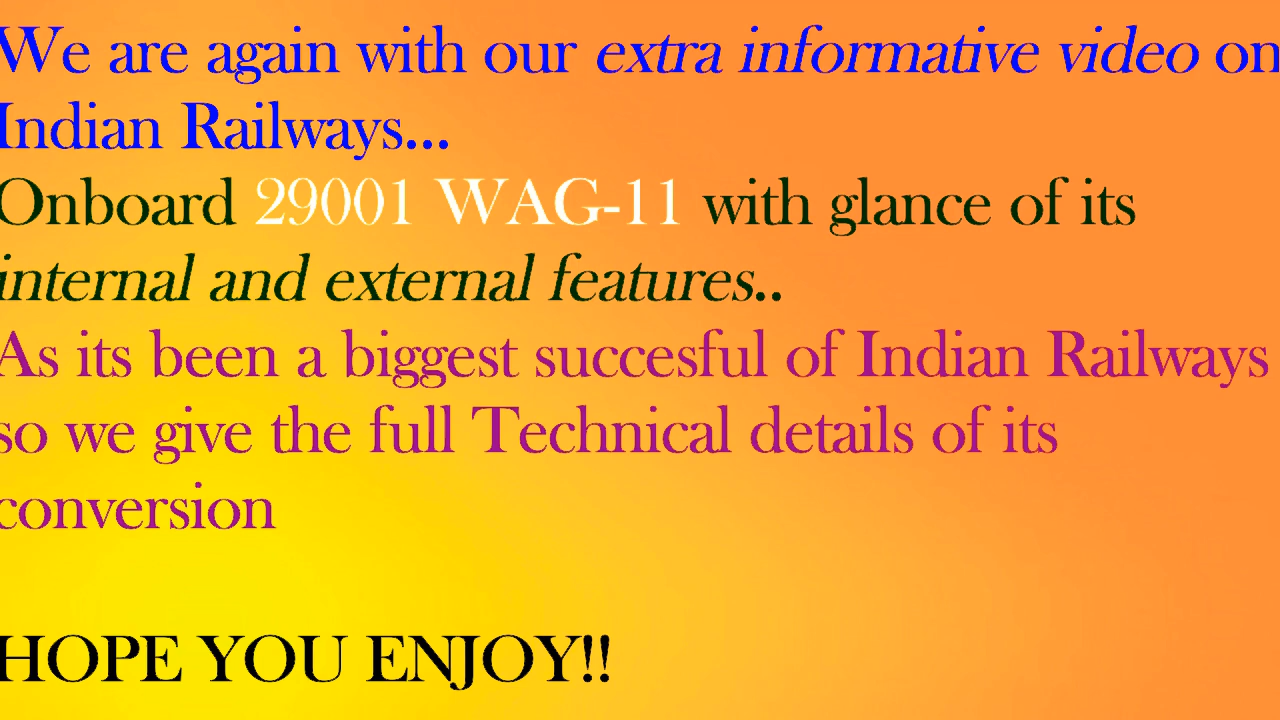 We are again with our extra informative video on
Indian Railways...
Onboard 29001 WAG-11 with glance of its
internal and external features..
As its been a biggest succesful of Indian Railways
so we give the full Technical details of its
conversion
HOPE YOU ENJOY!!